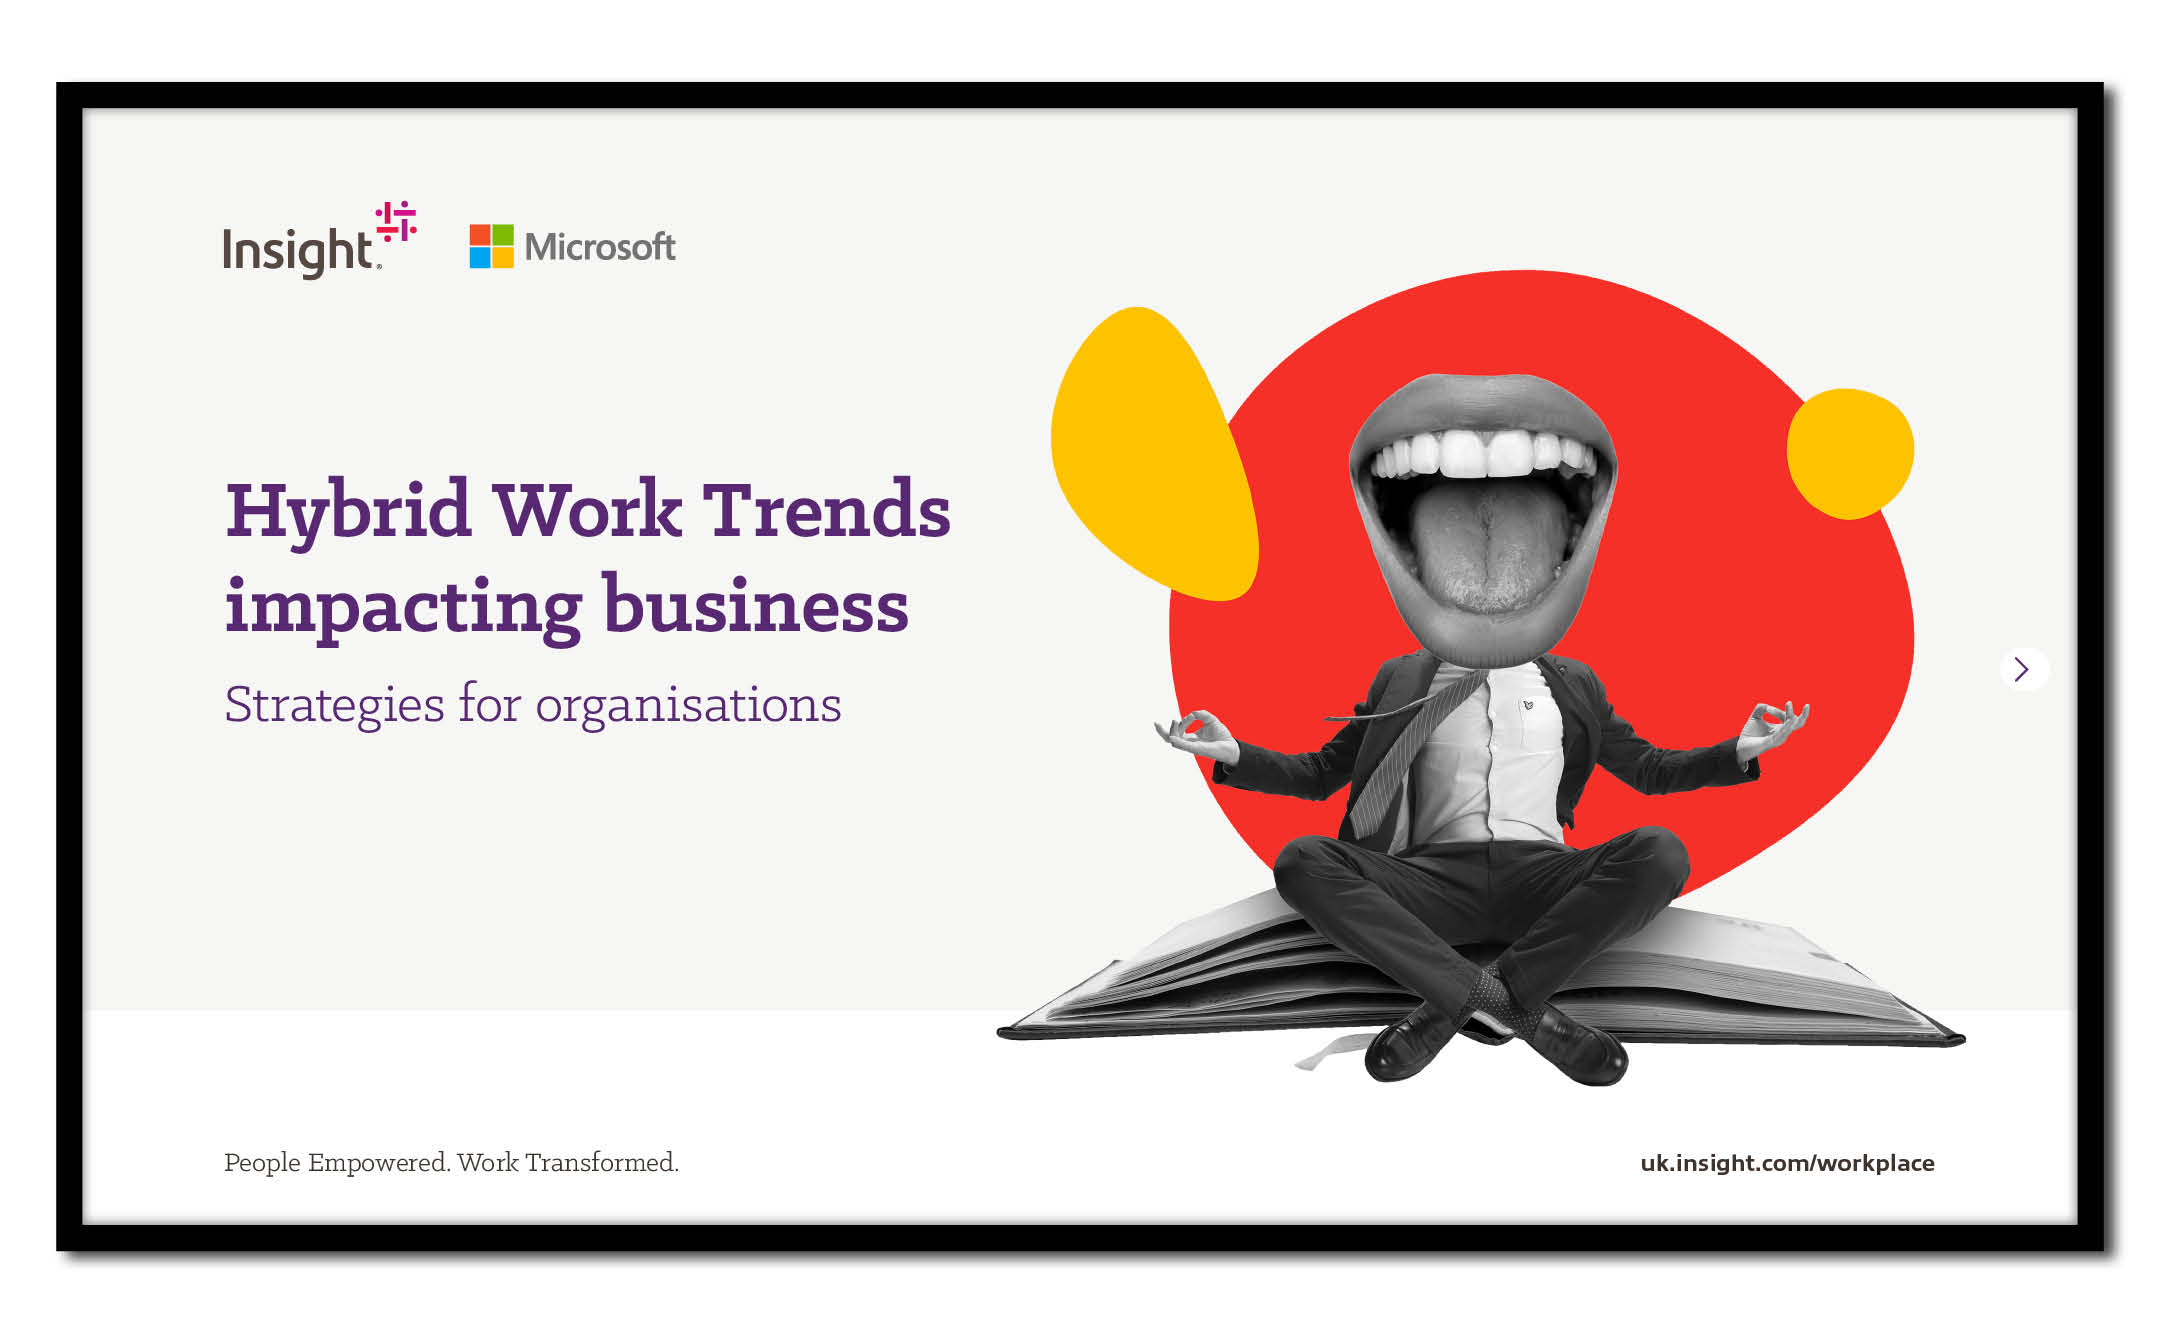 Insight®
Microsoft
Hybrid Work Trends
impacting business
Strategies for organisations
People Empowered. Work Transformed.
uk.insight.com/workplace